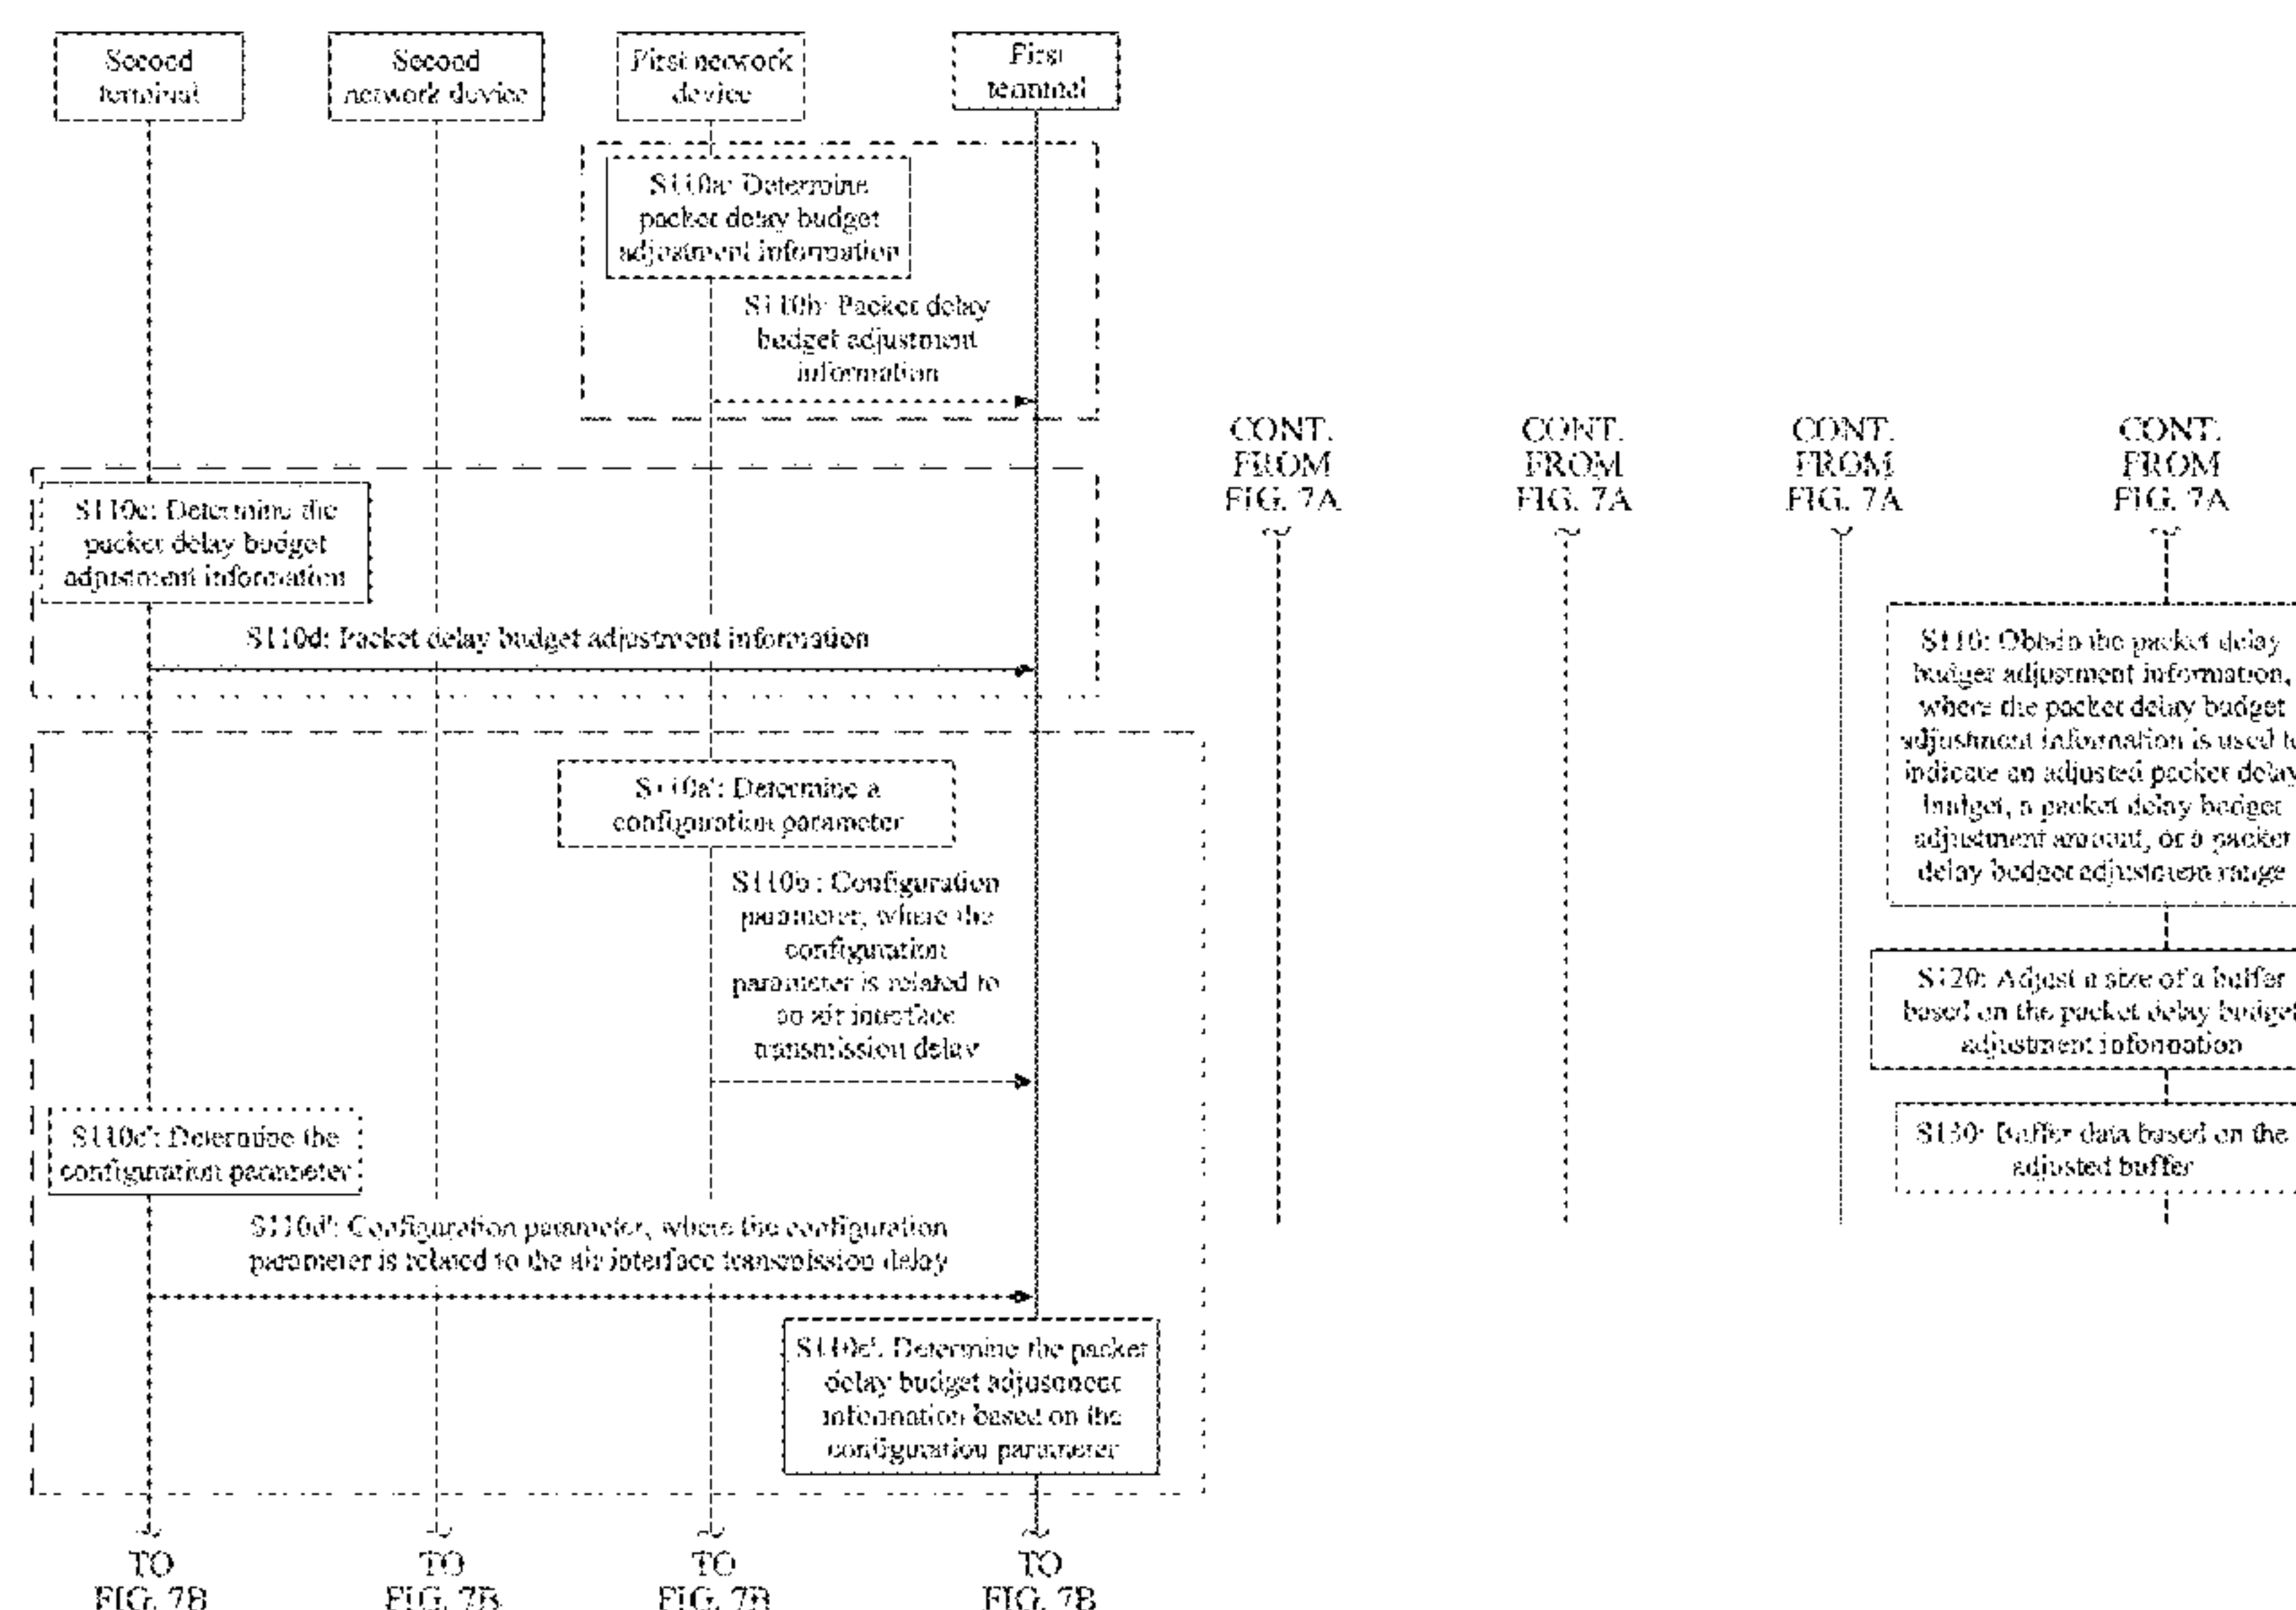 Second
terminal
Second
network device
First network
device
First
terminal
S110a: Determine
packet delay budget
adjustment information
S110b: Packet delay
budget adjustment
information
S110c: Determine the
packet delay budget
adjustment information
S110d: Packet delay budget adjustment information
S110a': Determine a
configuration parameter
S110b': Configuration
parameter, where the
configuration
parameter is related to
an air interface
transmission delay
S110c': Determine the
configuration parameter
S110d': Configuration parameter, where the configuration
parameter is related to the air interface transmission delay
S110e': Determine the packet
delay budget adjustment
information based on the
configuration parameter
TO
FIG. 7B
TO
FIG. 7B
TO
FIG. 7B
TO
FIG. 7B
CONT.
FROM
FIG. 7A
CONT.
FROM
FIG. 7A
CONT.
FROM
FIG. 7A
CONT.
FROM
FIG. 7A
S110: Obtain the packet delay
budget adjustment information,
where the packet delay budget
adjustment information is used to
indicate an adjusted packet delay
budget, a packet delay budget
adjustment amount, or a packet
delay budget adjustment range
S120: Adjust a size of a buffer
based on the packet delay budget
adjustment information
S130: Buffer data based on the
adjusted buffer